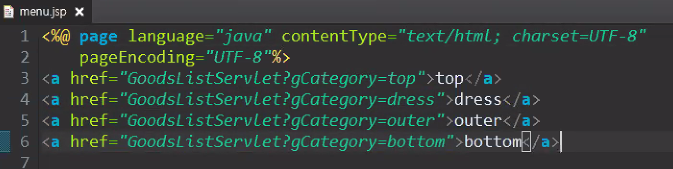 menu.jsp
1 <%@ page language="java" contentType="text/html; charset=UTF-8"
2 pageEncoding="UTF-8"%>
3 <a href="GoodsListServlet?gCategory=top">top</a>
4 <a href="GoodsListServlet?gCategory=dress">dress</a>
5 <a href="GoodsListServlet?gCategory=outer">outer</a>
6 <a href="GoodsListServlet?gCategory=bottom">bottom</a>
7